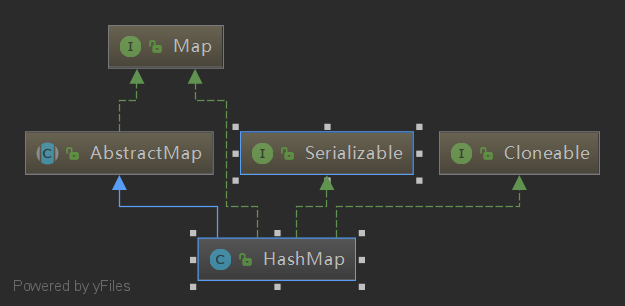 I Map
C AbstractMap
I Serializable
I Cloneable
C HashMap
Powered by yFiles